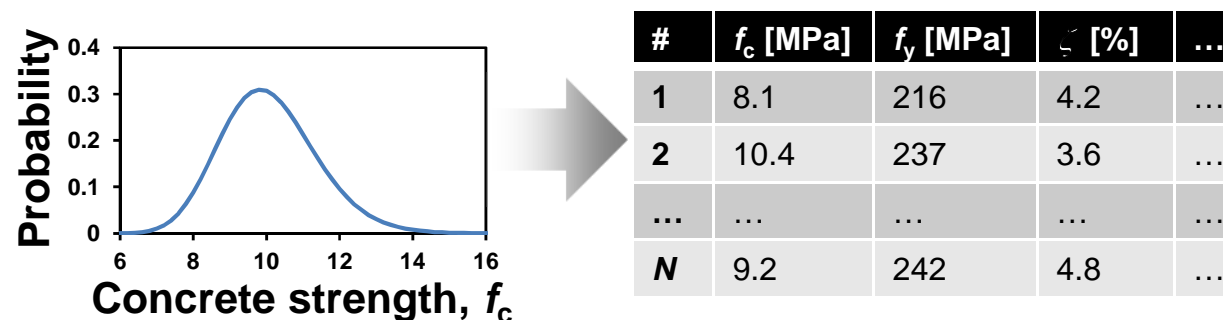 Probability
0.4
0.3
0.2
0.1
0
6 8 10 12 14 16
Concrete strength, fc
# fc [MPa] fy [MPa] ζ [%] ...
1 8.1 216 4.2 ...
2 10.4 237 3.6 ...
... ... ... ... ...
N 9.2 242 4.8 ...